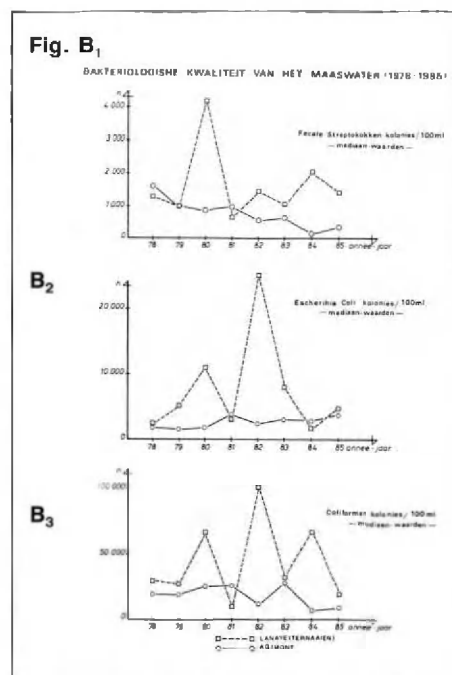 Fig. B1
BAKTERIOLOGISHE KWALITEIT VAN HET MAASWATER (1978-1985)
n
4 000
3 000
2 000
1 000
0
Fecale Streptokokken kolonies/100ml
— mediaan-waarden —
78 79 80 81 82 83 84 85 année-jaar
B2
n
20 000
10 000
0
Escherihia Coli kolonies/100ml
— mediaan-waarden —
78 79 80 81 82 83 84 85 année-jaar
B3
n
100 000
50 000
0
Coliformen kolonies/100ml
— mediaan-waarden —
78 79 80 81 82 83 84 85 année-jaar
LANAYE(TERNAAIEN)
AGIMONT